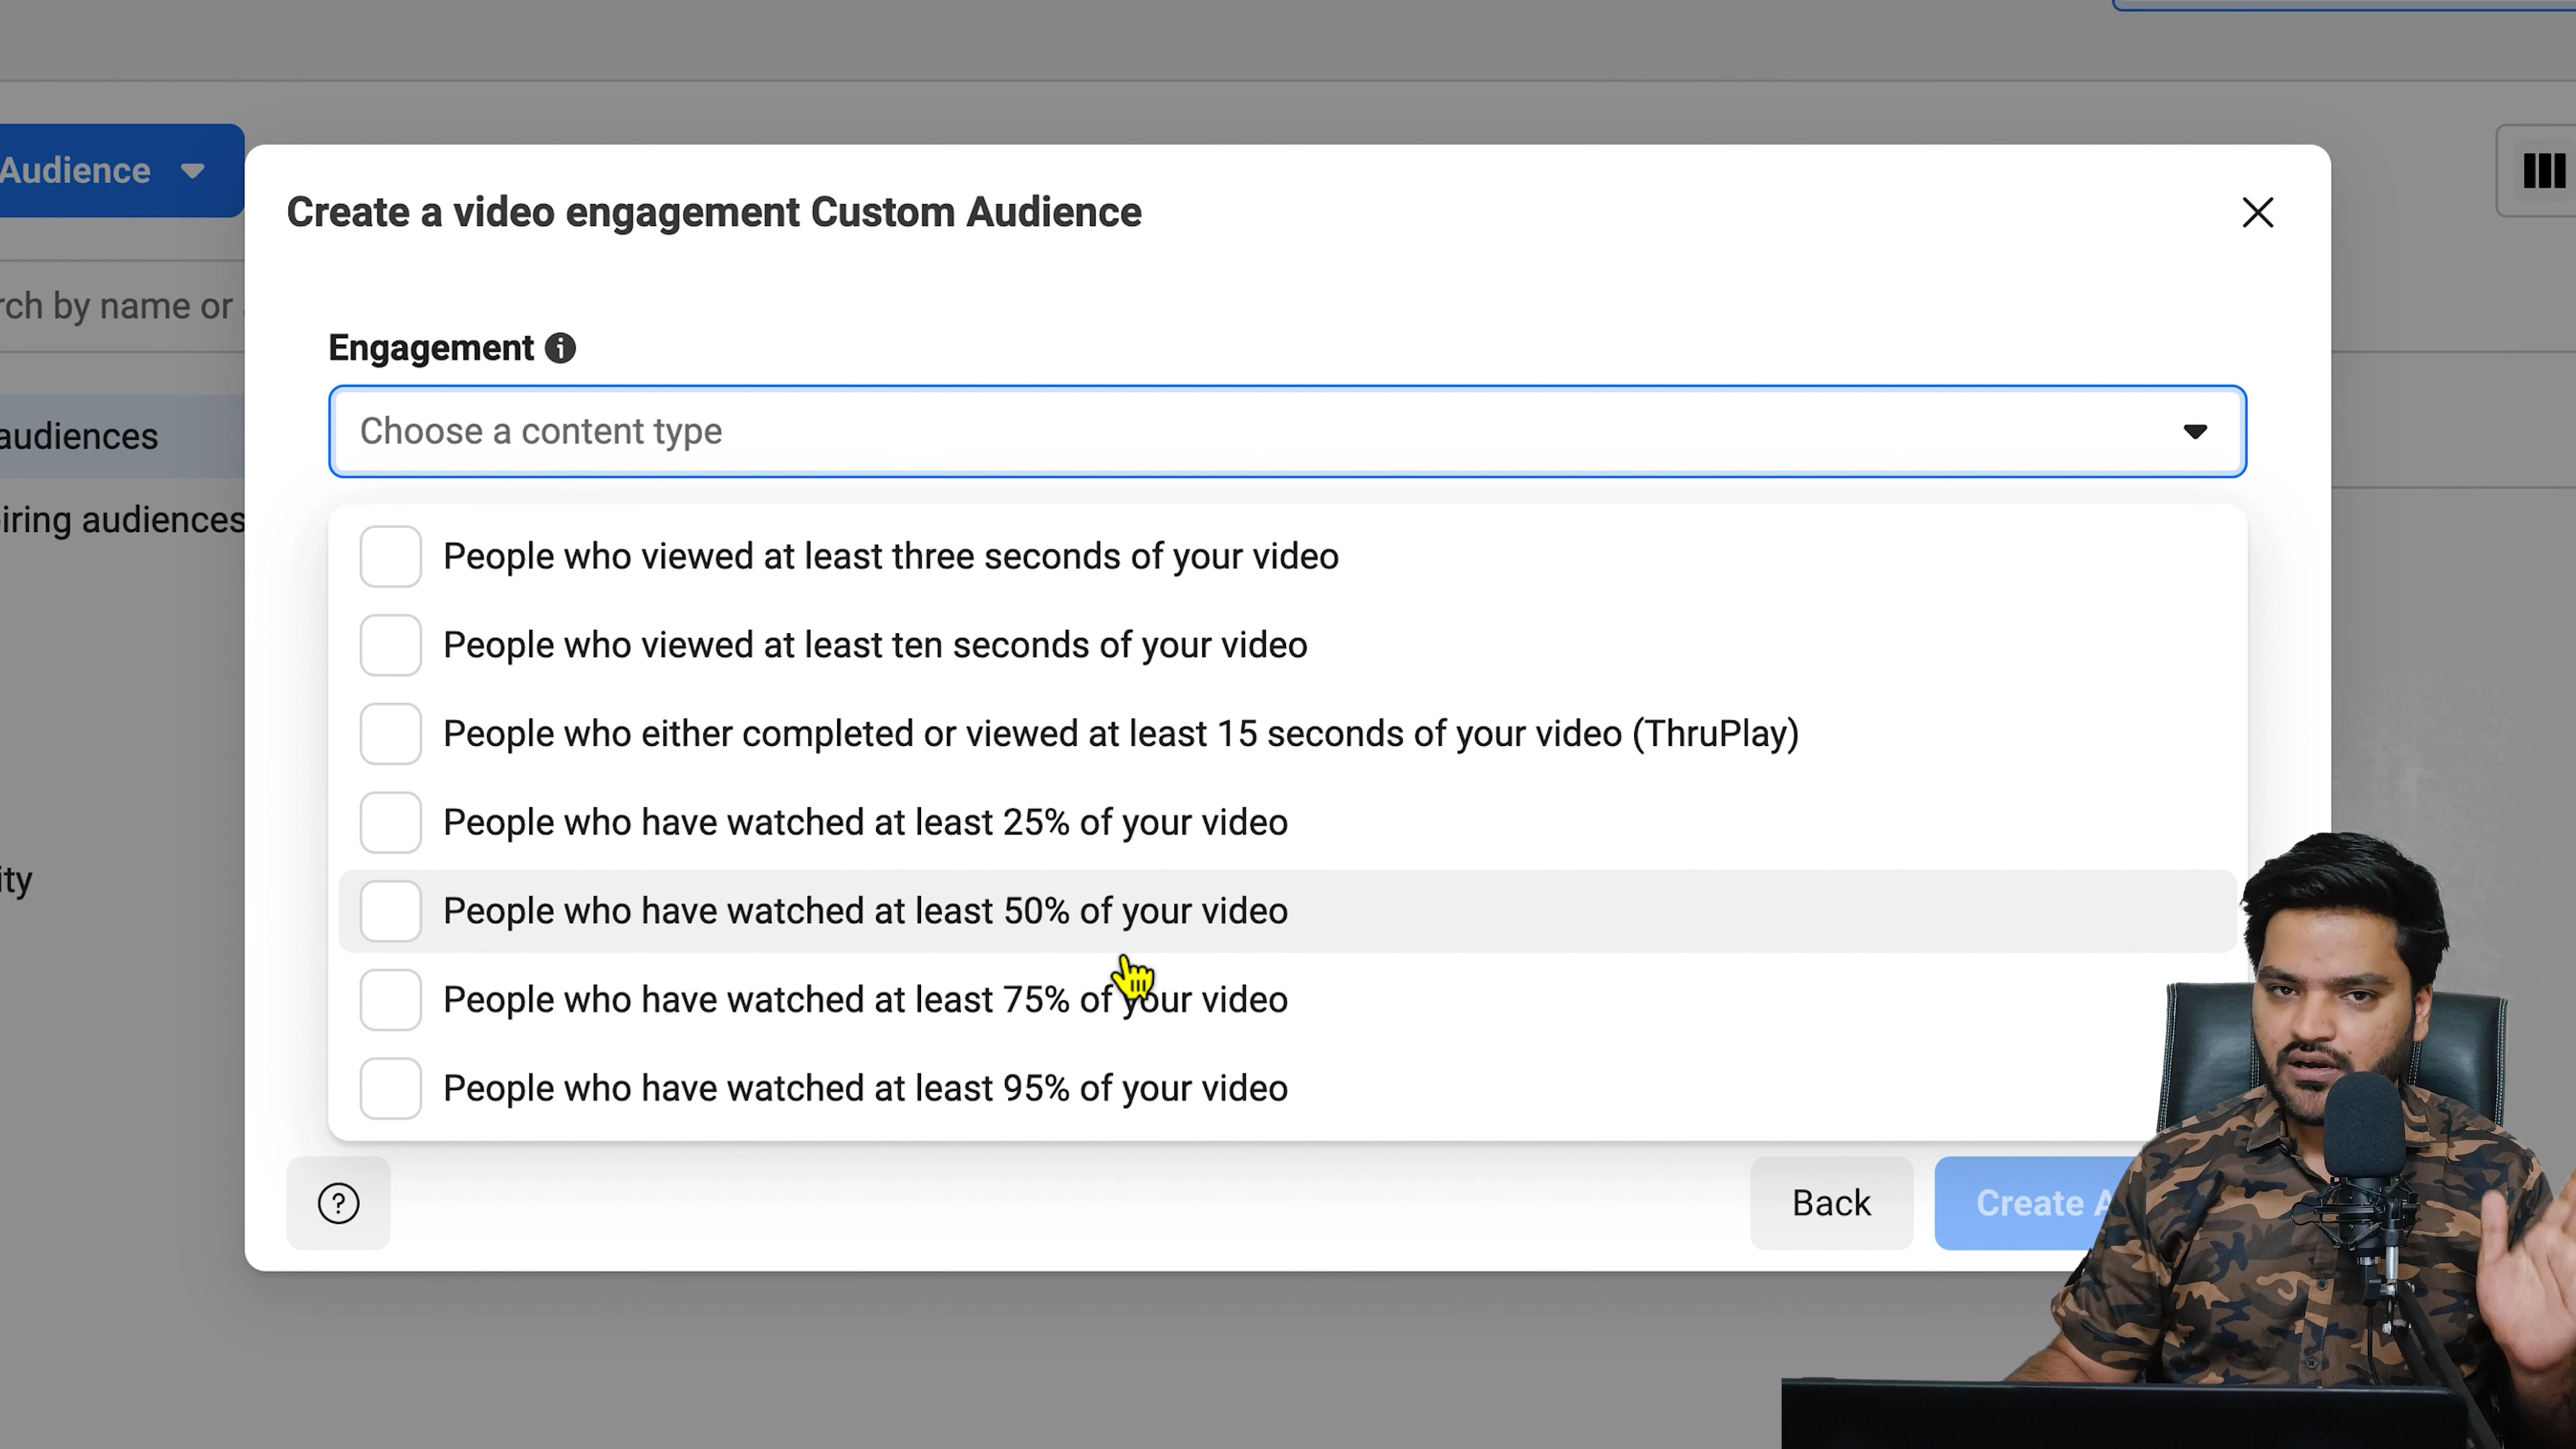 Audience
Create a video engagement Custom Audience
rch by name or
Engagement
Choose a content type
audiences
iring audiences
People who viewed at least three seconds of your video
People who viewed at least ten seconds of your video
People who either completed or viewed at least 15 seconds of your video (ThruPlay)
People who have watched at least 25% of your video
ity
People who have watched at least 50% of your video
People who have watched at least 75% of your video
People who have watched at least 95% of your video
Back
Create A